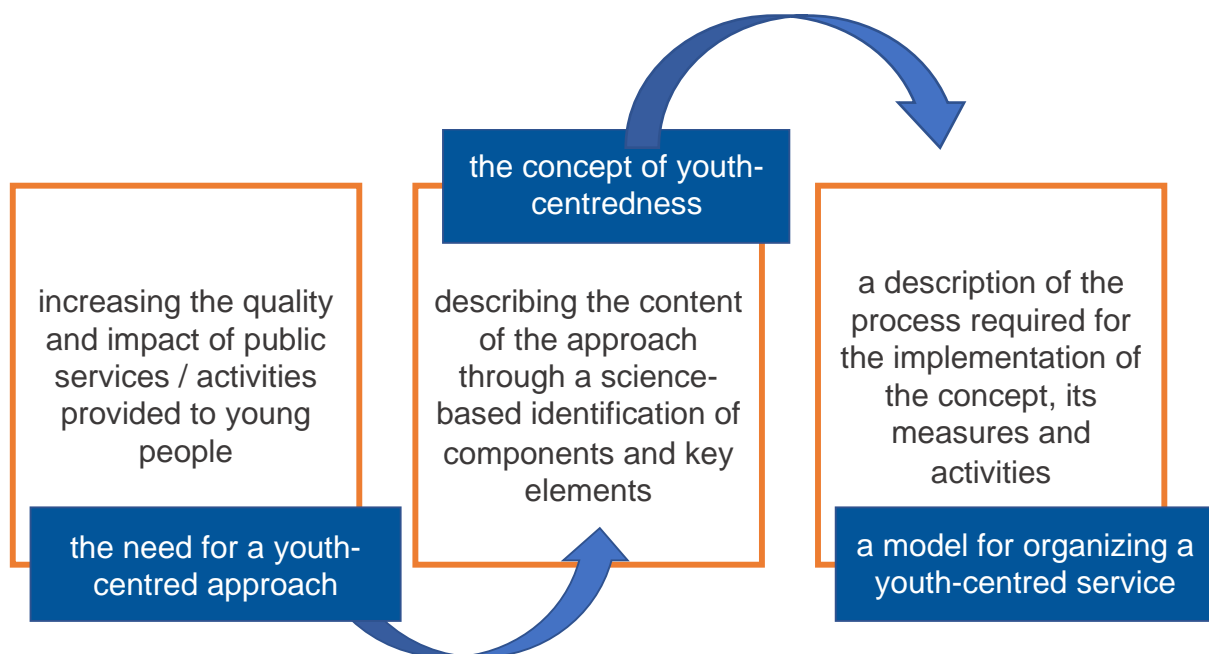 increasing the quality
and impact of public
services / activities
provided to young
people
the need for a youth-
centred approach
the concept of youth-
centredness
describing the content
of the approach
through a science-
based identification of
components and key
elements
a description of the
process required for
the implementation of
the concept, its
measures and
activities
a model for organizing a
youth-centred service